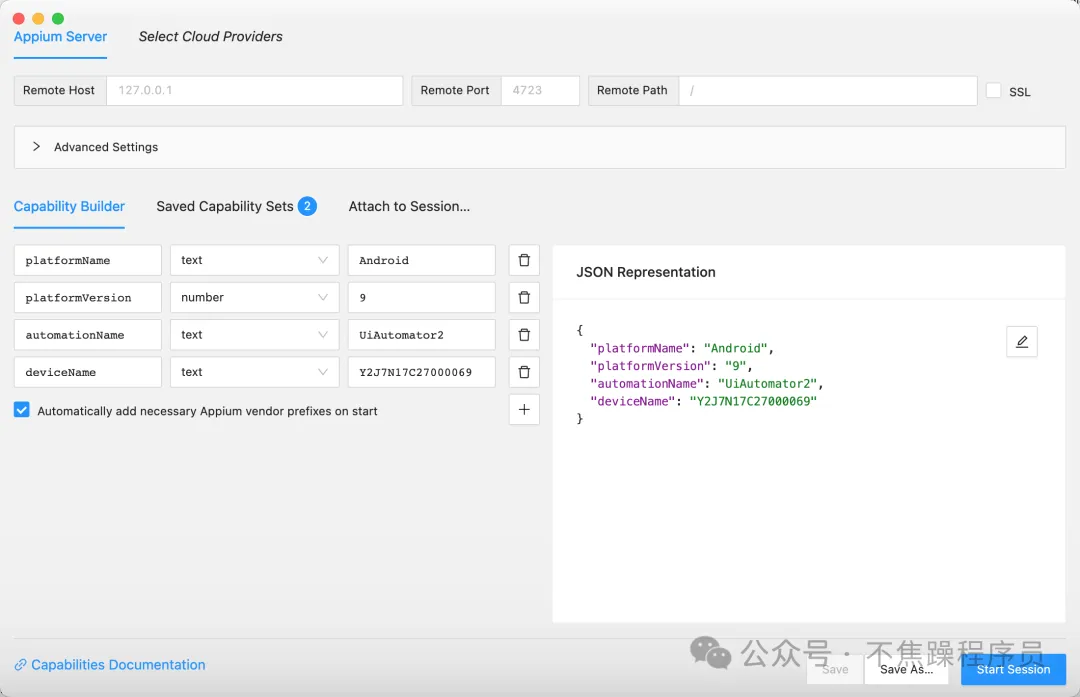 Appium Server Select Cloud Providers
Remote Host 127.0.0.1 Remote Port 4723 Remote Path / SSL
Advanced Settings
Capability Builder Saved Capability Sets 2 Attach to Session...
platformName text Android
platformVersion number 9
automationName text UiAutomator2
deviceName text Y2J7N17C27000069
Automatically add necessary Appium vendor prefixes on start
JSON Representation
{
"platformName": "Android",
"platformVersion": "9",
"automationName": "UiAutomator2",
"deviceName": "Y2J7N17C27000069"
}
Capabilities Documentation
公众号 · 不焦躁程序员
Save Save As... Start Session